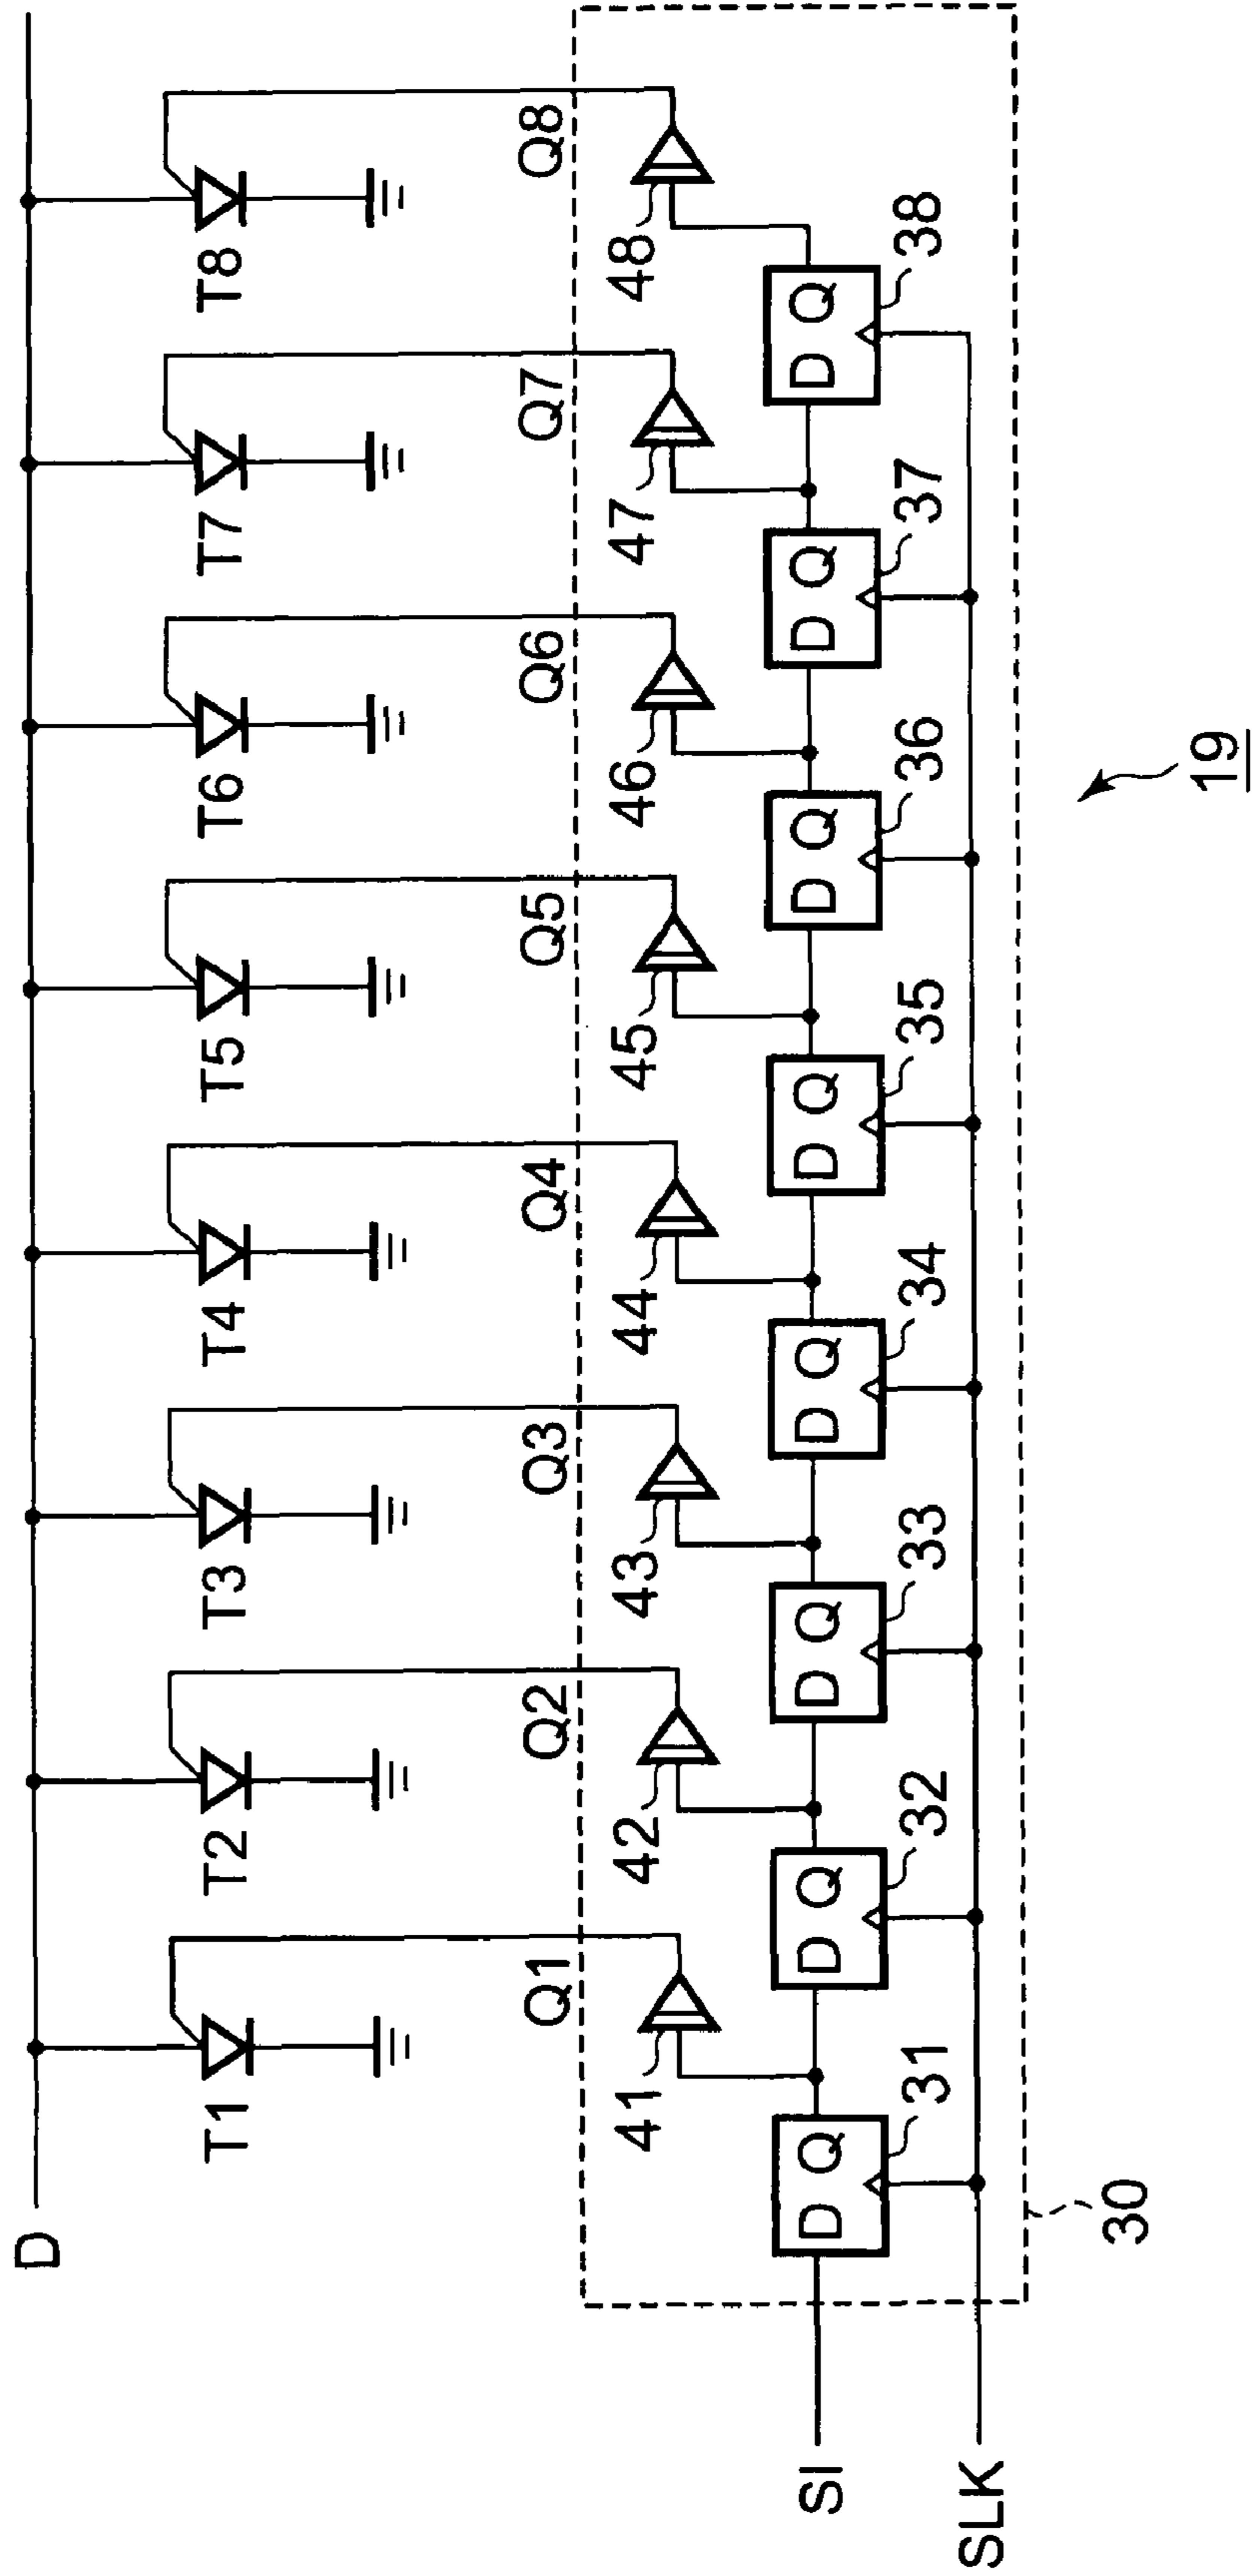 D
T1 T2 T3 T4 T5 T6 T7 T8
Q1 Q2 Q3 Q4 Q5 Q6 Q7 Q8
41 42 43 44 45 46 47 48
SI
D Q D Q D Q D Q D Q D Q D Q D Q
31 32 33 34 35 36 37 38
SLK
30
19